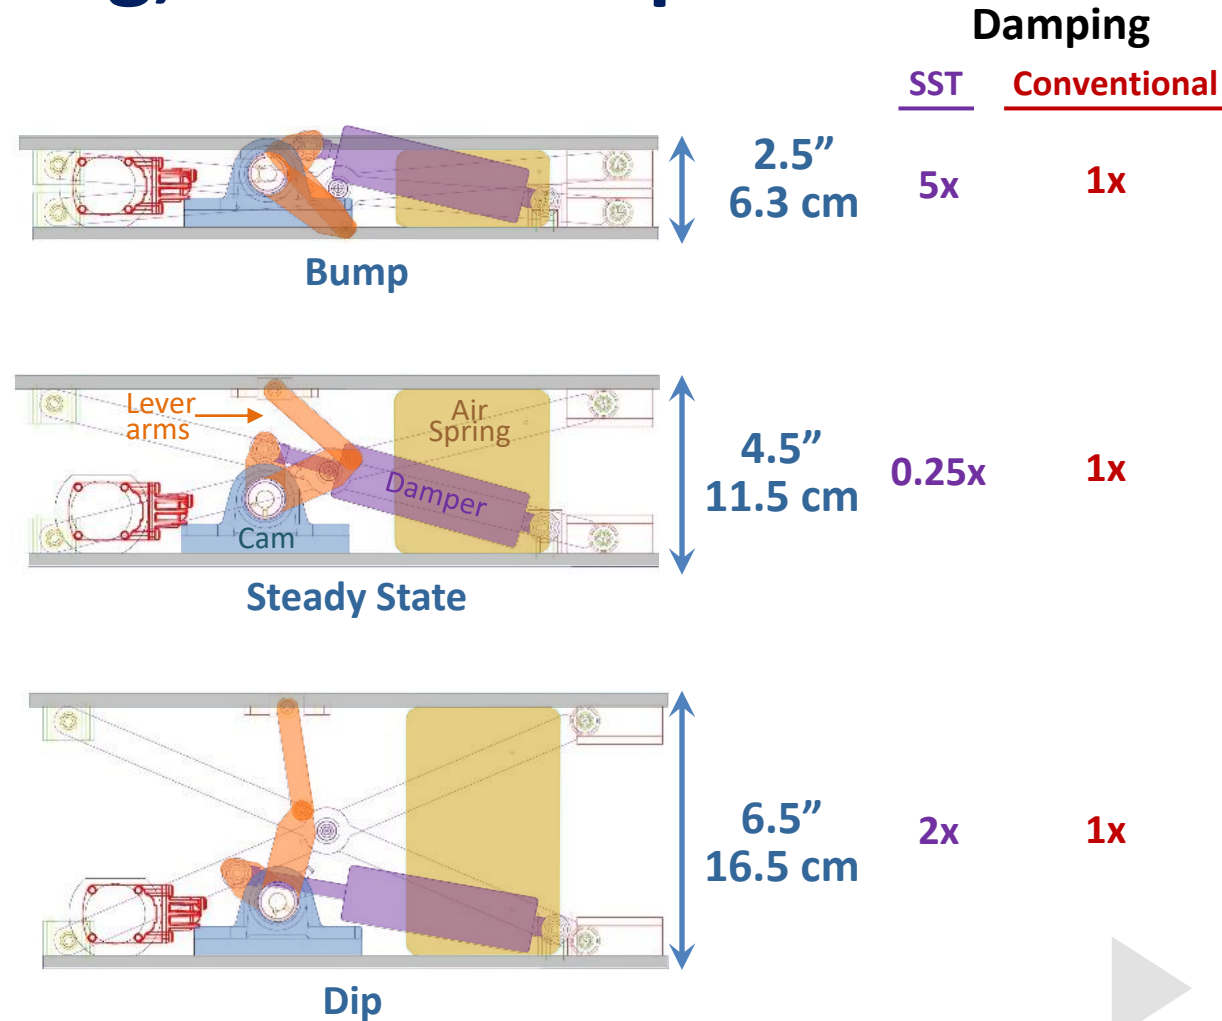 Damping
SST Conventional
2.5”
6.3 cm
5x 1x
Bump
Lever
arms
Air
Spring
Damper
Cam
4.5”
11.5 cm
0.25x 1x
Steady State
6.5”
16.5 cm
2x 1x
Dip